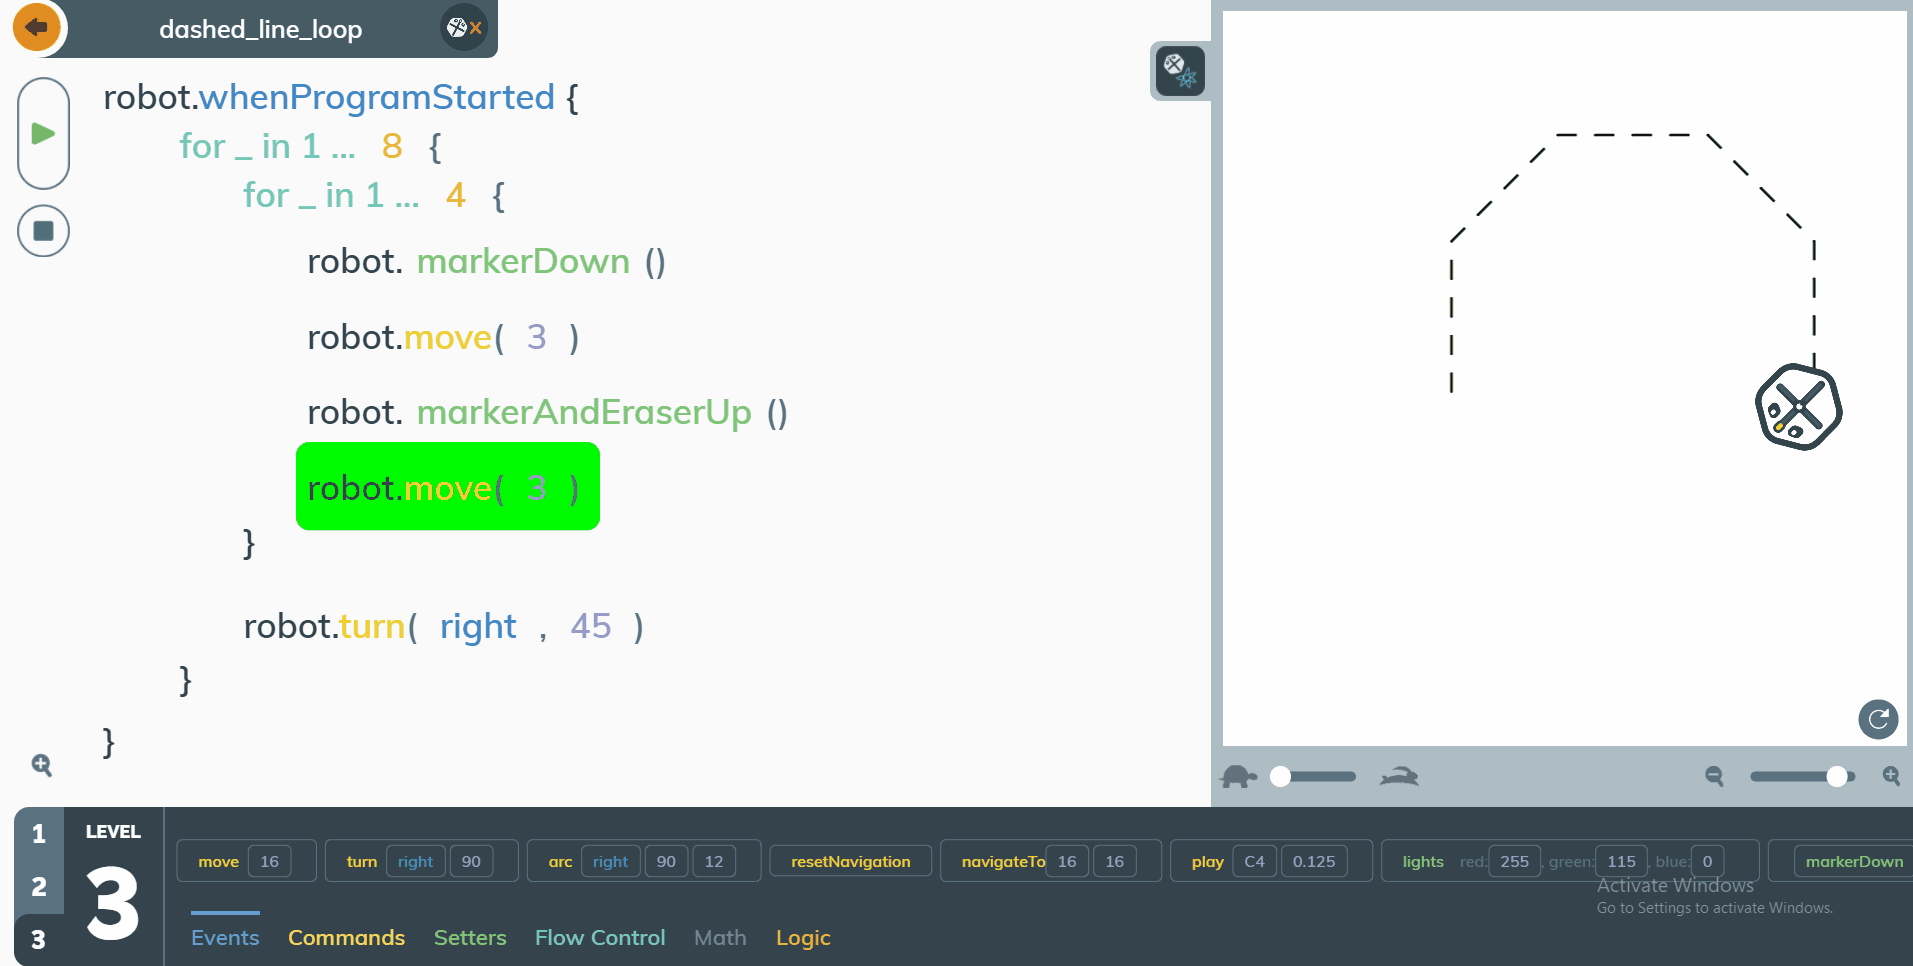 dashed_line_loop
robot.whenProgramStarted {
for _ in 1 ... 8 {
for _ in 1 ... 4 {
robot. markerDown ()
robot.move( 3 )
robot. markerAndEraserUp ()
robot.move( 3 )
}
robot.turn( right , 45 )
}
}
1
2
3
LEVEL
3
move 16
turn right 90
arc right 90 12
resetNavigation
navigateTo 16 16
play C4 0.125
lights red: 255 , green: 115 , blue: 0
markerDown
Activate Windows
Go to Settings to activate Windows.
Events Commands Setters Flow Control Math Logic